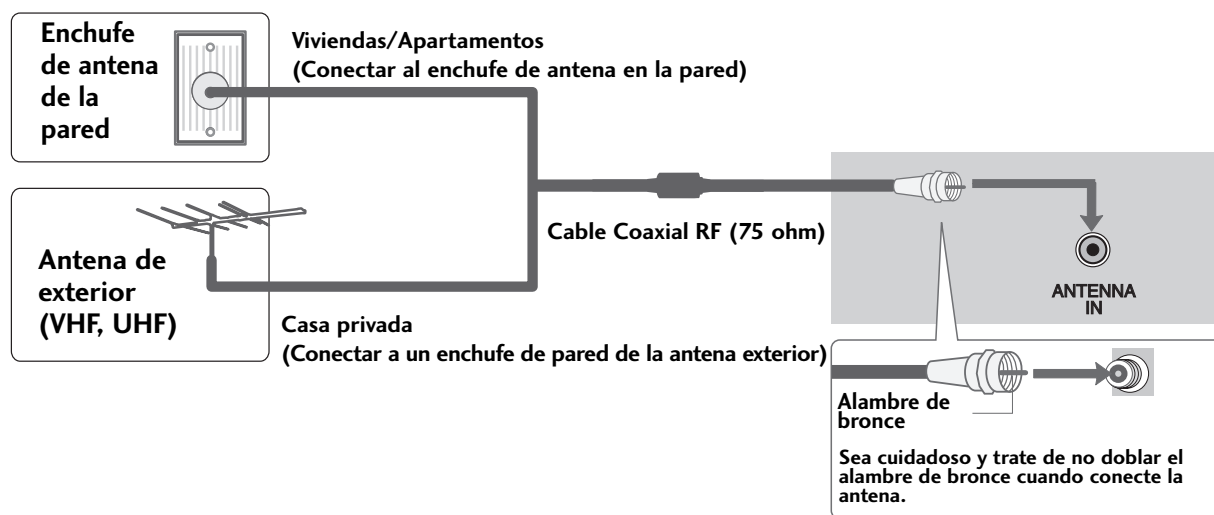 Enchufe
de antena
de la
pared
Viviendas/Apartamentos
(Conectar al enchufe de antena en la pared)
Antena de
exterior
(VHF, UHF)
Casa privada
(Conectar a un enchufe de pared de la antena exterior)
Cable Coaxial RF (75 ohm)
ANTENNA
IN
Alambre de
bronce
Sea cuidadoso y trate de no doblar el
alambre de bronce cuando conecte la
antena.